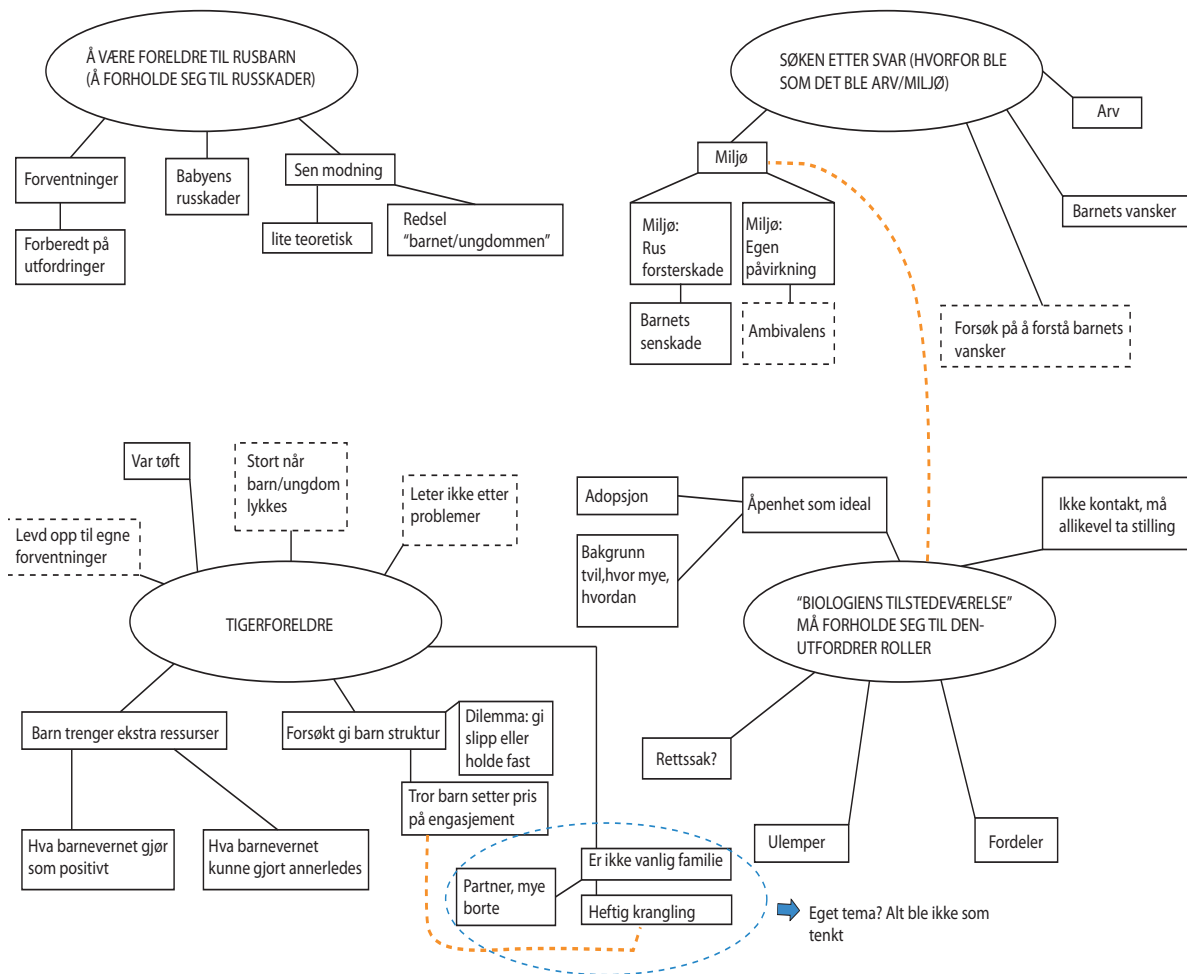 Å VÆRE FORELDRE TIL RUSBARN
(Å FORHOLDE SEG TIL RUSSKADER)
Forventninger
Forberedt på
utfordringer
Babyens
russkader
Sen modning
lite teoretisk
Redsel
“barnet/ungdommen”
SØKEN ETTER SVAR (HVORFOR BLE
SOM DET BLE ARV/MILJØ)
Arv
Miljø
Miljø:
Rus
forsterskade
Miljø:
Egen
påvirkning
Barnets
senskade
Ambivalens
Barnets vansker
Forsøk på å forstå barnets
vansker
Var tøft
Stort når
barn/ungdom
lykkes
Leter ikke etter
problemer
Levd opp til egne
forventninger
TIGERFORELDRE
Barn trenger ekstra ressurser
Hva barnevernet gjør
som positivt
Hva barnevernet
kunne gjort annerledes
Forsøkt gi barn struktur
Dilemma: gi
slipp eller
holde fast
Tror barn setter pris
på engasjement
Er ikke vanlig familie
Partner, mye
borte
Heftig krangling
Eget tema? Alt ble ikke som
tenkt
Adopsjon
Åpenhet som ideal
Bakgrunn
tvil,hvor mye,
hvordan
Ikke kontakt, må
allikevel ta stilling
“BIOLOGIENS TILSTEDEVÆRELSE”
MÅ FORHOLDE SEG TIL DEN-
UTFORDRER ROLLER
Rettssak?
Ulemper
Fordeler